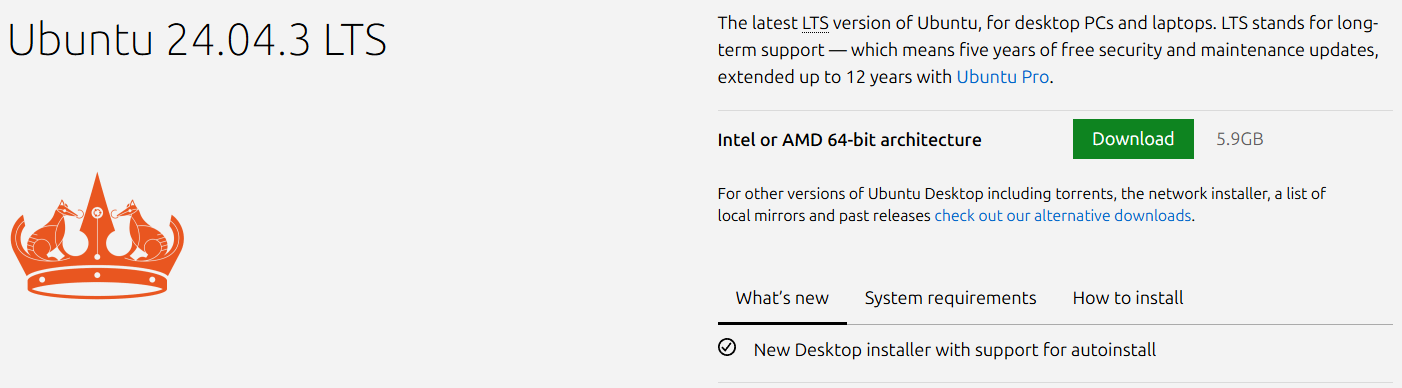 Ubuntu 24.04.3 LTS
The latest LTS version of Ubuntu, for desktop PCs and laptops. LTS stands for long-
term support — which means five years of free security and maintenance updates,
extended up to 12 years with Ubuntu Pro.
Intel or AMD 64-bit architecture
Download
5.9GB
For other versions of Ubuntu Desktop including torrents, the network installer, a list of
local mirrors and past releases check out our alternative downloads.
What's new
System requirements
How to install
New Desktop installer with support for autoinstall